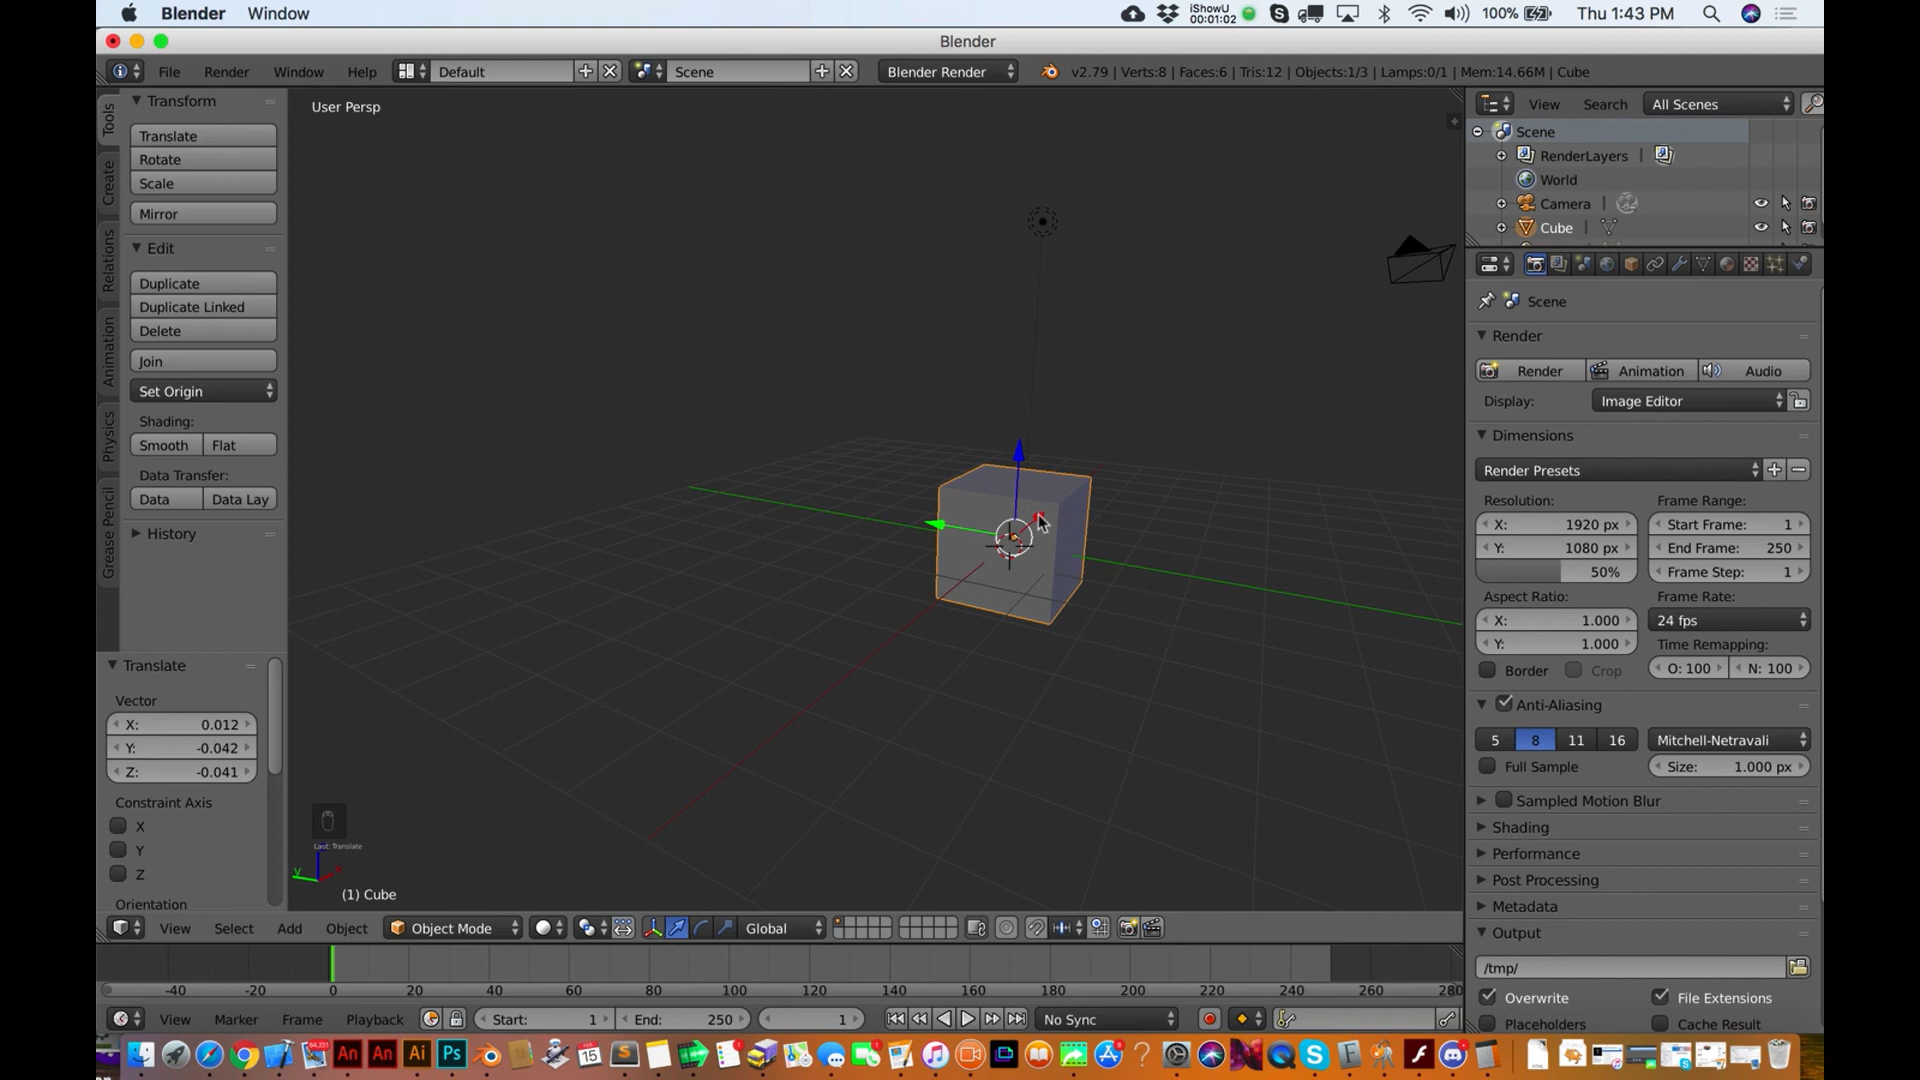 Blender Window iShowU 00:01:02 100% Thu 1:43 PM
Blender
File Render Window Help Default Scene Blender Render v2.79 | Verts:8 | Faces:6 | Tris:12 | Objects:1/3 | Lamps:0/1 | Mem:14.66M | Cube
Tools
Create
Relations
Animation
Physics
Grease Pencil
Transform
Translate
Rotate
Scale
Mirror
Edit
Duplicate
Duplicate Linked
Delete
Join
Set Origin
Shading:
Smooth Flat
Data Transfer:
Data Data Lay
History
Translate
Vector
X: 0.012
Y: -0.042
Z: -0.041
Constraint Axis
X
Y
Z
Orientation
User Persp
Last: Translate
y x
(1) Cube
View Select Add Object Object Mode Global
-40 -20 0 20 40 60 80 100 120 140 160 180 200 220 240 260 280
View Marker Frame Playback Start: 1 End: 250 1 No Sync
View Search All Scenes
Scene
RenderLayers |
World
Camera |
Cube |
Scene
Render
Render Animation Audio
Display: Image Editor
Dimensions
Render Presets
Resolution: Frame Range:
X: 1920 px Start Frame: 1
Y: 1080 px End Frame: 250
50% Frame Step: 1
Aspect Ratio: Frame Rate:
X: 1.000 24 fps
Y: 1.000 Time Remapping:
Border Crop O: 100 N: 100
Anti-Aliasing
5 8 11 16 Mitchell-Netravali
Full Sample Size: 1.000 px
Sampled Motion Blur
Shading
Performance
Post Processing
Metadata
Output
/tmp/
Overwrite File Extensions
Placeholders Cache Result
64,231 An An Ai Ps 15